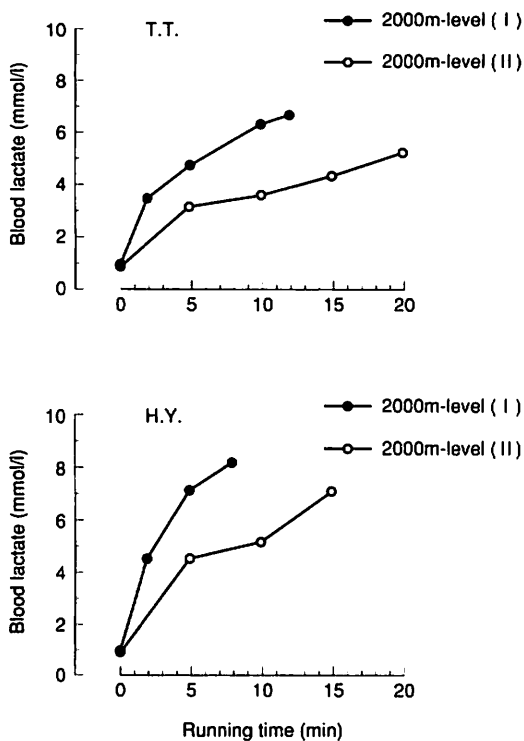 T.T.
2000m-level ( I )
2000m-level ( II )
Blood lactate (mmol/l)
10
8
6
4
2
0
0 5 10 15 20
H.Y.
2000m-level ( I )
2000m-level ( II )
Blood lactate (mmol/l)
10
8
6
4
2
0
0 5 10 15 20
Running time (min)